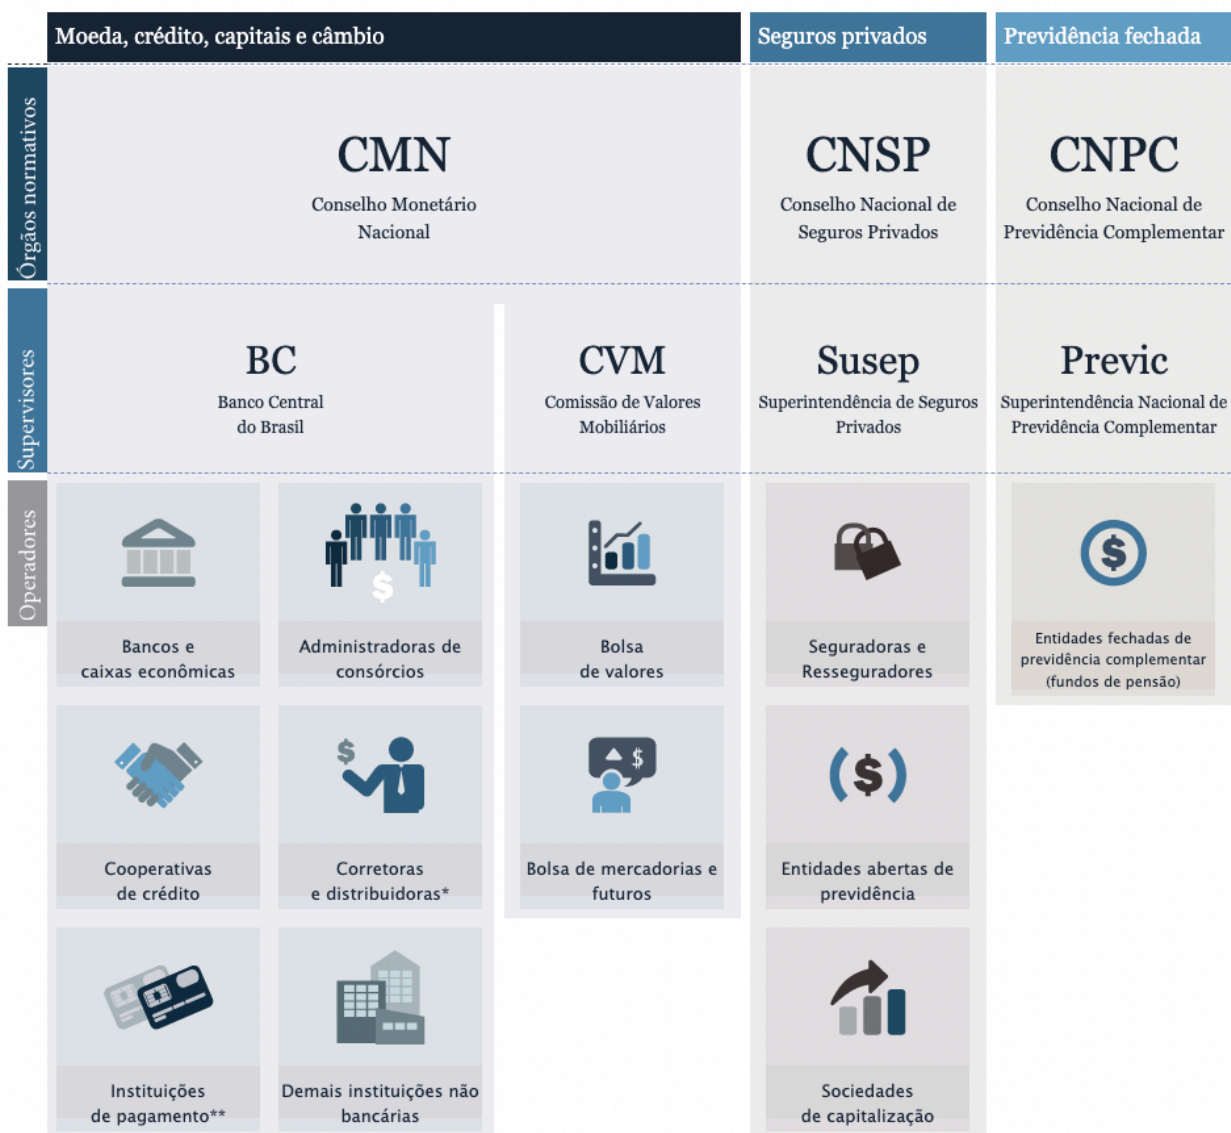 Moeda, crédito, capitais e câmbio
Seguros privados
Previdência fechada
Órgãos normativos
CMN
Conselho Monetário
Nacional
CNSP
Conselho Nacional de
Seguros Privados
CNPC
Conselho Nacional de
Previdência Complementar
Supervisores
BC
Banco Central
do Brasil
CVM
Comissão de Valores
Mobiliários
Susep
Superintendência de Seguros
Privados
Previc
Superintendência Nacional de
Previdência Complementar
Operadores
$
$
Bancos e
caixas econômicas
Administradoras de
consórcios
Bolsa
de valores
Seguradoras e
Resseguradores
Entidades fechadas de
previdência complementar
(fundos de pensão)
$
$
$
Cooperativas
de crédito
Corretoras
e distribuidoras*
Bolsa de mercadorias e
futuros
Entidades abertas de
previdência
Instituições
de pagamento**
Demais instituições não
bancárias
Sociedades
de capitalização